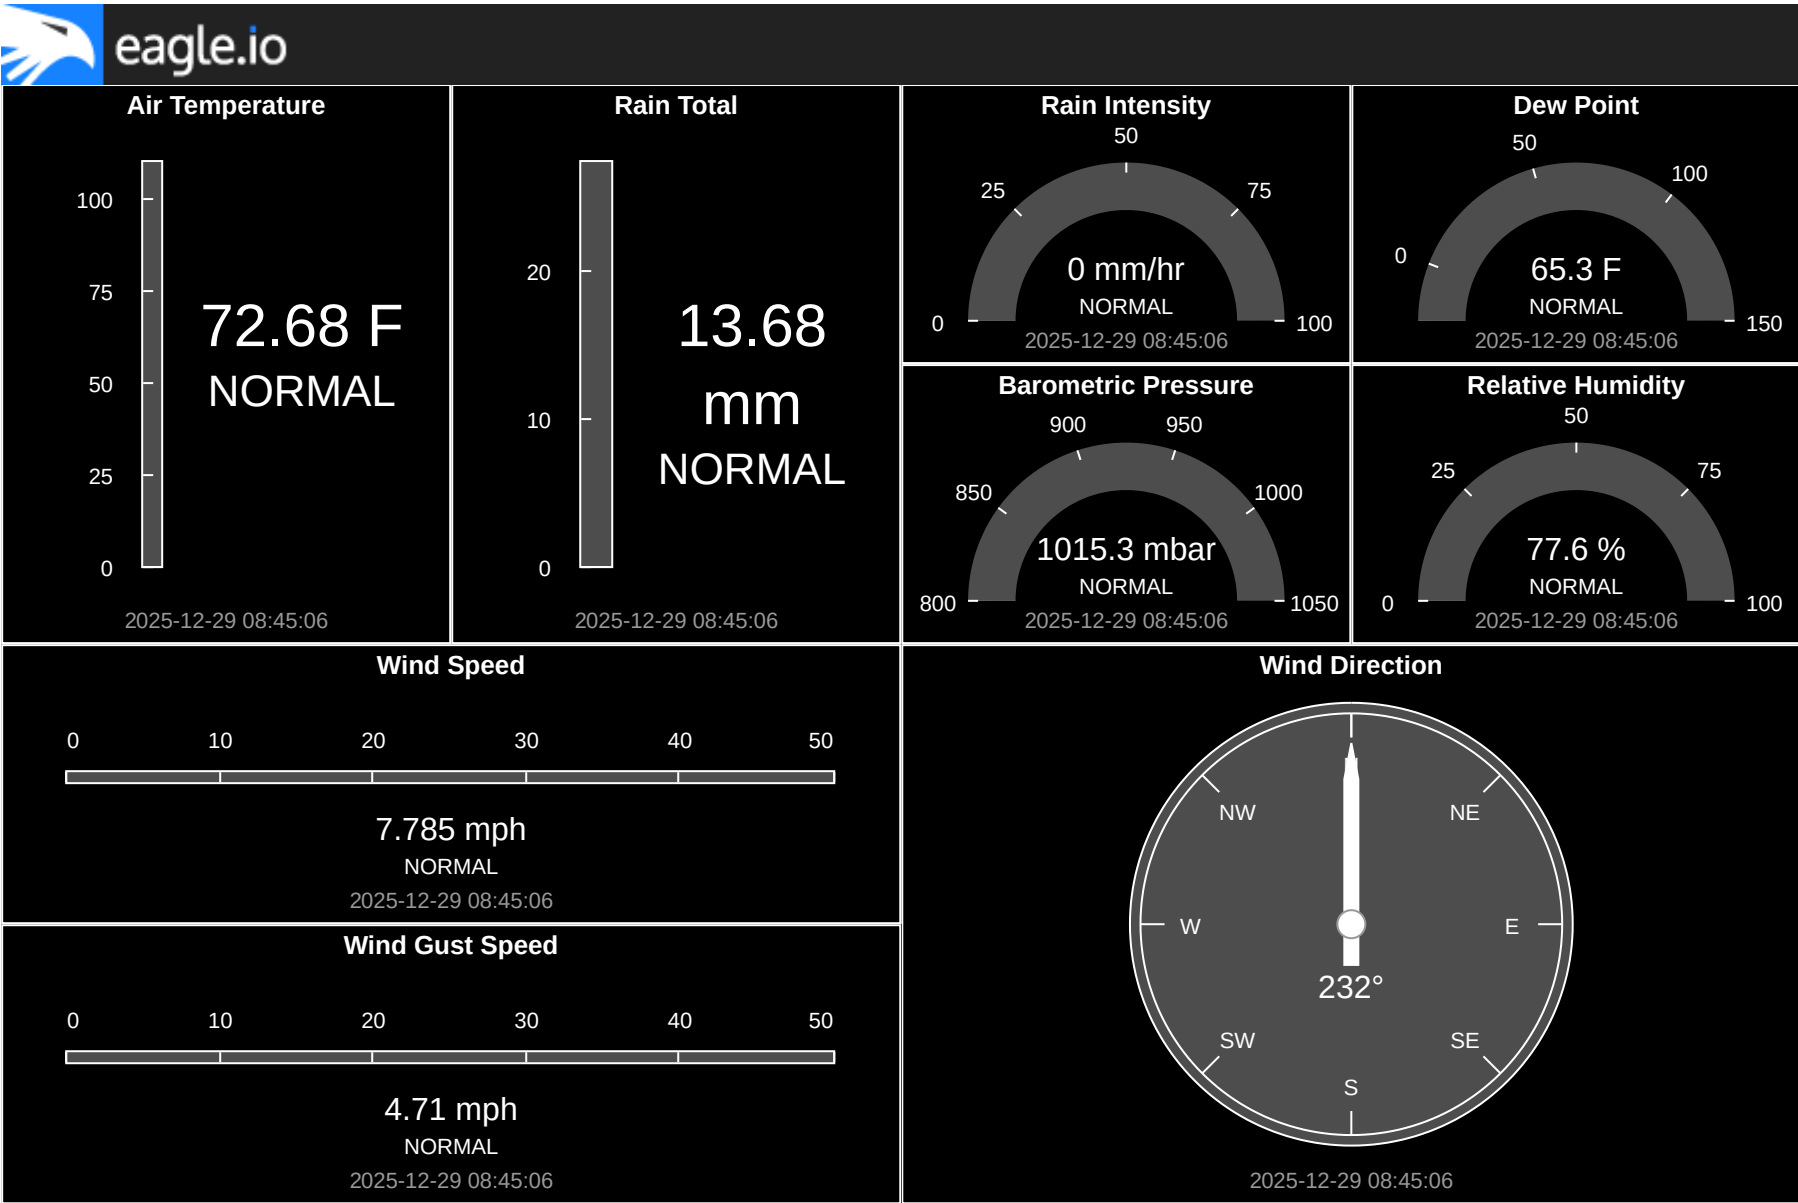 eagle.io
Air Temperature
100
75
50
25
0
72.68 F
NORMAL
2025-12-29 08:45:06
Rain Total
20
10
0
13.68
mm
NORMAL
2025-12-29 08:45:06
Rain Intensity
0
25
50
75
100
0 mm/hr
NORMAL
2025-12-29 08:45:06
Dew Point
0
50
100
150
65.3 F
NORMAL
2025-12-29 08:45:06
Barometric Pressure
800
850
900
950
1000
1050
1015.3 mbar
NORMAL
2025-12-29 08:45:06
Relative Humidity
0
25
50
75
100
77.6 %
NORMAL
2025-12-29 08:45:06
Wind Speed
0 10 20 30 40 50
7.785 mph
NORMAL
2025-12-29 08:45:06
Wind Gust Speed
0 10 20 30 40 50
4.71 mph
NORMAL
2025-12-29 08:45:06
Wind Direction
NW NE
W E
232°
SW SE
S
2025-12-29 08:45:06